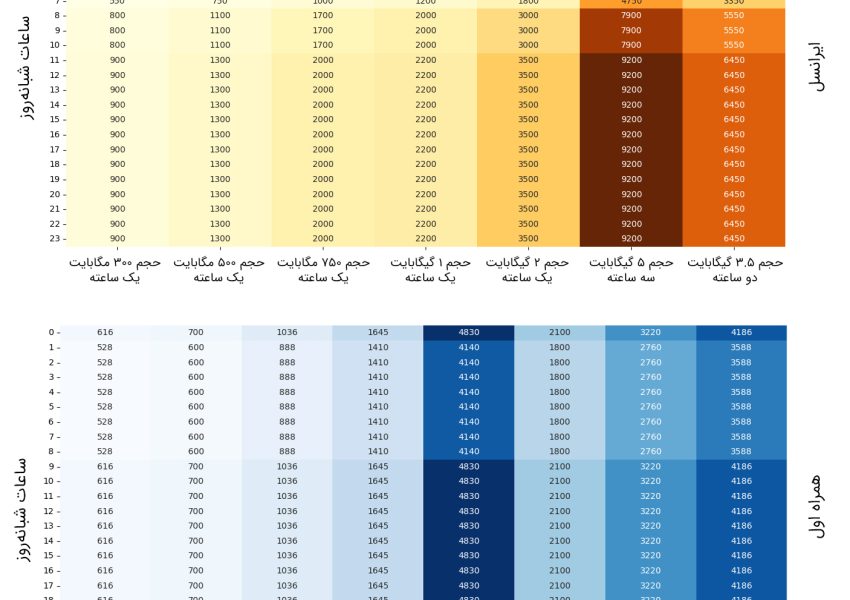 7 550 750 1000 1200 1800 4750 3350
8 800 1100 1700 2000 3000 7900 5550
9 800 1100 1700 2000 3000 7900 5550
10 800 1100 1700 2000 3000 7900 5550
11 900 1300 2000 2200 3500 9200 6450
12 900 1300 2000 2200 3500 9200 6450
13 900 1300 2000 2200 3500 9200 6450
14 900 1300 2000 2200 3500 9200 6450
15 900 1300 2000 2200 3500 9200 6450
16 900 1300 2000 2200 3500 9200 6450
17 900 1300 2000 2200 3500 9200 6450
18 900 1300 2000 2200 3500 9200 6450
19 900 1300 2000 2200 3500 9200 6450
20 900 1300 2000 2200 3500 9200 6450
21 900 1300 2000 2200 3500 9200 6450
22 900 1300 2000 2200 3500 9200 6450
23 900 1300 2000 2200 3500 9200 6450
ساعات شبانه‌روز
ایرانسل
حجم ۳۰۰ مگابایت
یک ساعته
حجم ۵۰۰ مگابایت
یک ساعته
حجم ۷۵۰ مگابایت
یک ساعته
حجم ۱ گیگابایت
یک ساعته
حجم ۲ گیگابایت
یک ساعته
حجم ۵ گیگابایت
سه ساعته
حجم ۳.۵ گیگابایت
دو ساعته
0 616 700 1036 1645 4830 2100 3220 4186
1 528 600 888 1410 4140 1800 2760 3588
2 528 600 888 1410 4140 1800 2760 3588
3 528 600 888 1410 4140 1800 2760 3588
4 528 600 888 1410 4140 1800 2760 3588
5 528 600 888 1410 4140 1800 2760 3588
6 528 600 888 1410 4140 1800 2760 3588
7 528 600 888 1410 4140 1800 2760 3588
8 528 600 888 1410 4140 1800 2760 3588
9 616 700 1036 1645 4830 2100 3220 4186
10 616 700 1036 1645 4830 2100 3220 4186
11 616 700 1036 1645 4830 2100 3220 4186
12 616 700 1036 1645 4830 2100 3220 4186
13 616 700 1036 1645 4830 2100 3220 4186
14 616 700 1036 1645 4830 2100 3220 4186
15 616 700 1036 1645 4830 2100 3220 4186
16 616 700 1036 1645 4830 2100 3220 4186
17 616 700 1036 1645 4830 2100 3220 4186
18 616 700 1036 1645 4830 2100 3220 4186
ساعات شبانه‌روز
همراه اول